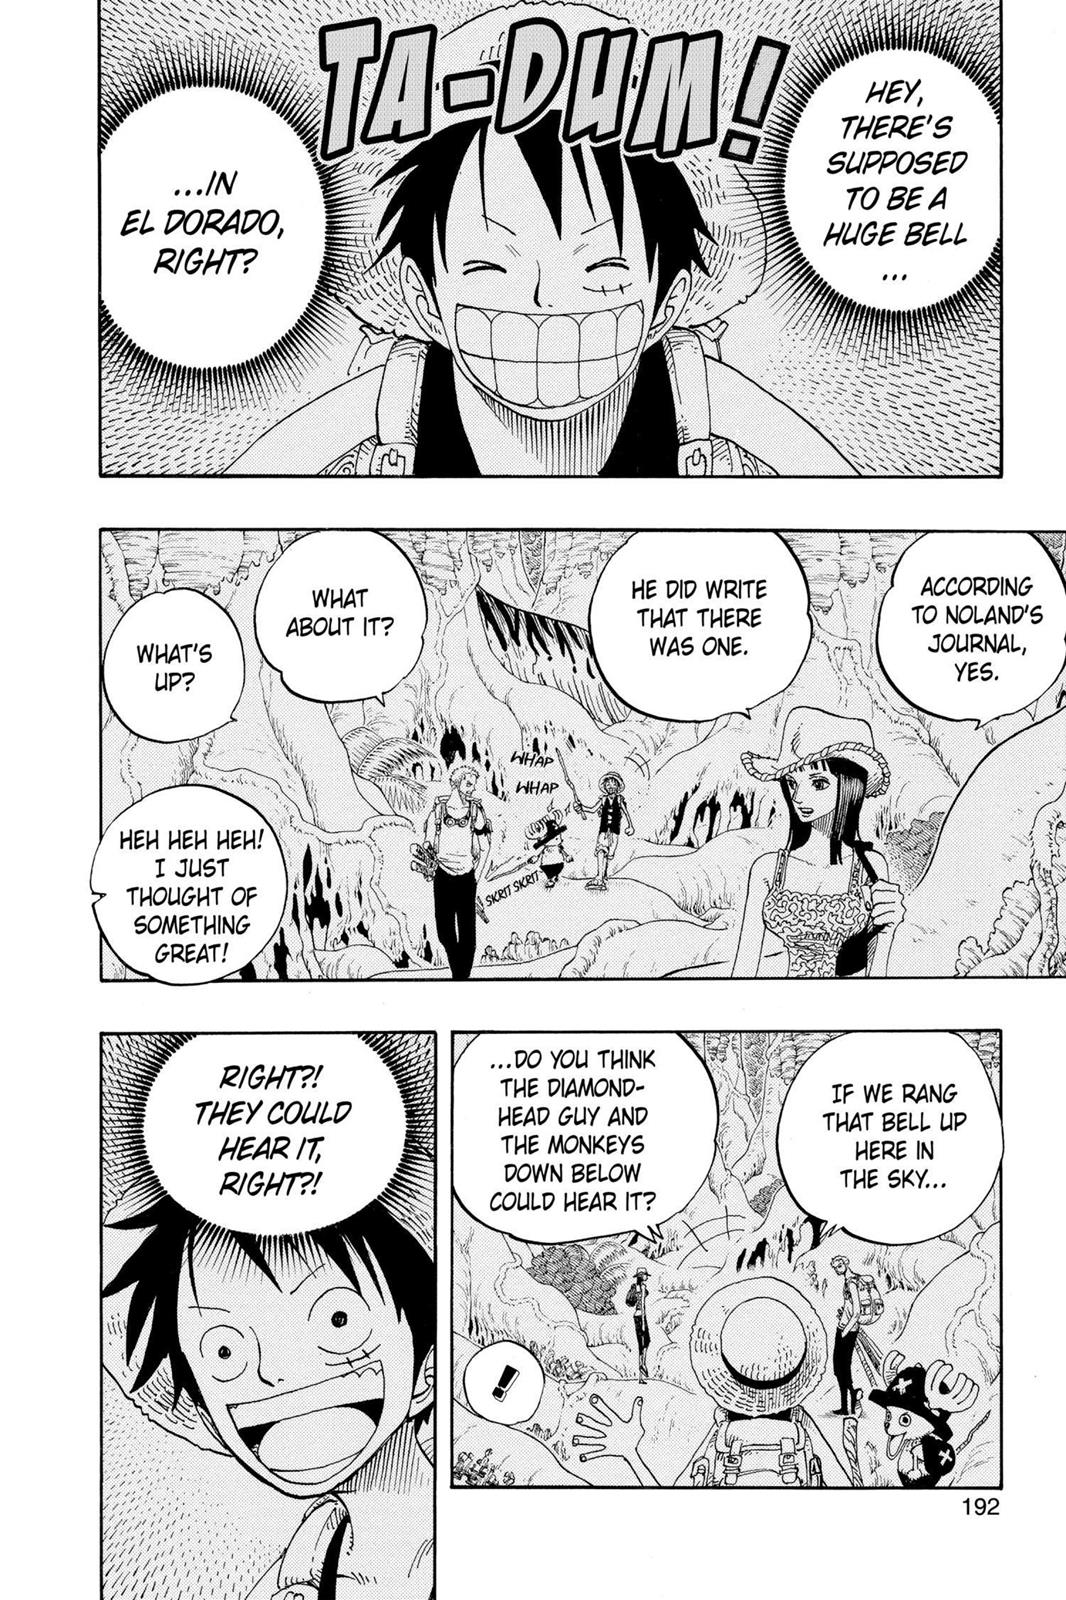 TA-DUM!
HEY,
THERE'S
SUPPOSED
TO BE A
HUGE BELL
...
...IN
EL DORADO,
RIGHT?
ACCORDING
TO NOLAND'S
JOURNAL,
YES.
HE DID WRITE
THAT THERE
WAS ONE.
WHAT
ABOUT IT?
WHAT'S
UP?
WHAP
WHAP
SKRIT SKRIT
HEH HEH HEH!
I JUST
THOUGHT OF
SOMETHING
GREAT!
IF WE RANG
THAT BELL UP
HERE IN
THE SKY...
...DO YOU THINK
THE DIAMOND-
HEAD GUY AND
THE MONKEYS
DOWN BELOW
COULD HEAR IT?
!
RIGHT?!
THEY COULD
HEAR IT,
RIGHT?!
192